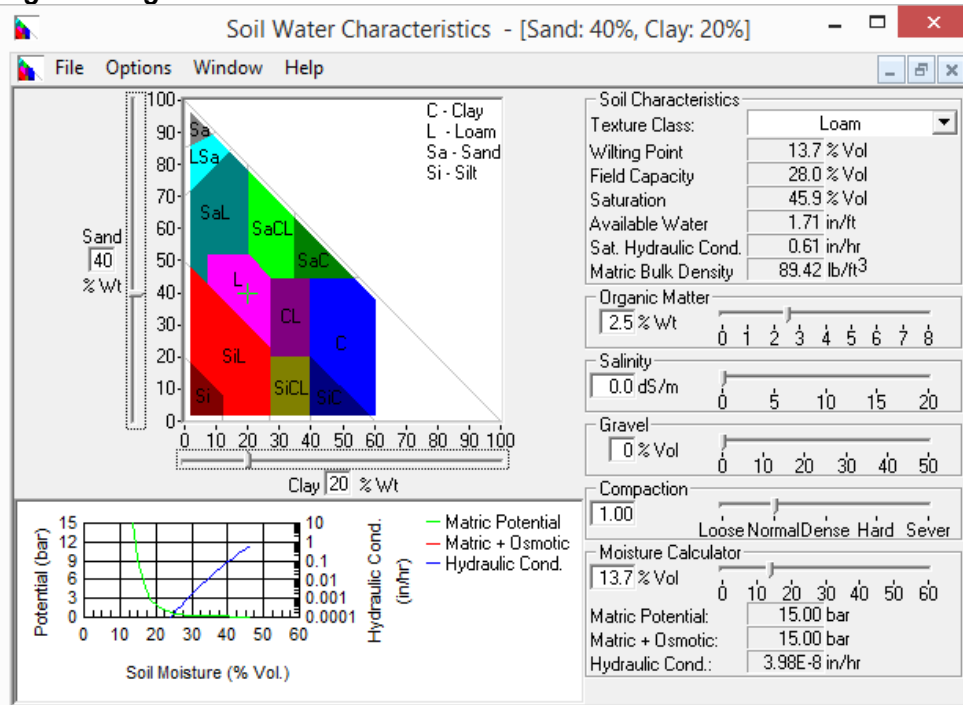 Soil Water Characteristics - [Sand: 40%, Clay: 20%]
File Options Window Help
C - Clay
L - Loam
Sa - Sand
Si - Silt
100
90
80
70
60
50
40
30
20
10
0
Sand
40
% Wt
Sa
LSa
SaL
SaCL
SaC
L
CL
C
SiL
SiCL
Si
SiC
0 10 20 30 40 50 60 70 80 90 100
Clay 20 % Wt
Soil Characteristics
Texture Class: Loam
Wilting Point 13.7 % Vol
Field Capacity 28.0 % Vol
Saturation 45.9 % Vol
Available Water 1.71 in/ft
Sat. Hydraulic Cond. 0.61 in/hr
Matric Bulk Density 89.42 lb/ft3
Organic Matter
2.5 % Wt
0 1 2 3 4 5 6 7 8
Salinity
0.0 dS/m
0 5 10 15 20
Gravel
0 % Vol
0 10 20 30 40 50
Compaction
1.00
Loose Normal Dense Hard Sever
Moisture Calculator
13.7 % Vol
0 10 20 30 40 50 60
Matric Potential: 15.00 bar
Matric + Osmotic: 15.00 bar
Hydraulic Cond.: 3.98E-8 in/hr
Potential (bar)
15
12
9
6
3
0
0 10 20 30 40 50 60
Soil Moisture (% Vol.)
10
1
0.1
0.01
0.001
0.0001
Hydraulic Cond.
(in/hr)
Matric Potential
Matric + Osmotic
Hydraulic Cond.